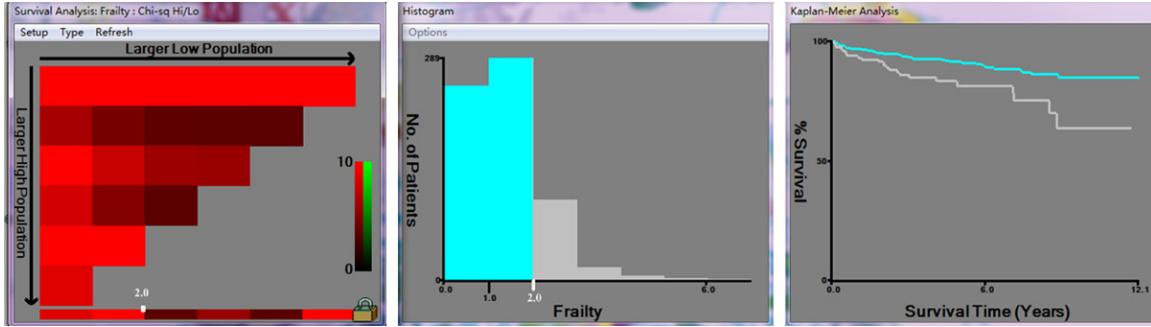 Survival Analysis: Frailty : Chi-sq Hi/Lo
Setup Type Refresh
Larger Low Population
Larger High Population
10
0
2.0
Histogram
Options
289
No. of Patients
0
0.0
1.0
2.0
6.0
Frailty
Kaplan-Meier Analysis
100
% Survival
50
0
0.0
6.0
12.1
Survival Time (Years)